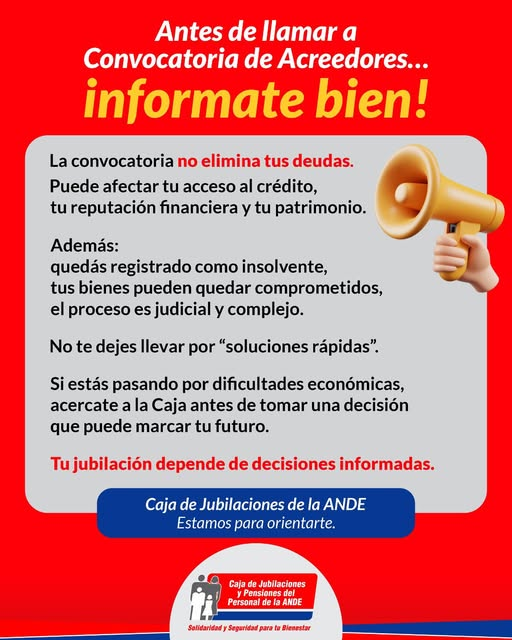 Antes de llamar a
Convocatoria de Acreedores...
informate bien!
La convocatoria no elimina tus deudas.
Puede afectar tu acceso al crédito,
tu reputación financiera y tu patrimonio.
Además:
quedás registrado como insolvente,
tus bienes pueden quedar comprometidos,
el proceso es judicial y complejo.
No te dejes llevar por “soluciones rápidas”.
Si estás pasando por dificultades económicas,
acercate a la Caja antes de tomar una decisión
que puede marcar tu futuro.
Tu jubilación depende de decisiones informadas.
Caja de Jubilaciones de la ANDE
Estamos para orientarte.
Caja de Jubilaciones
y Pensiones del
Personal de la ANDE
Solidaridad y Seguridad para tu Bienestar